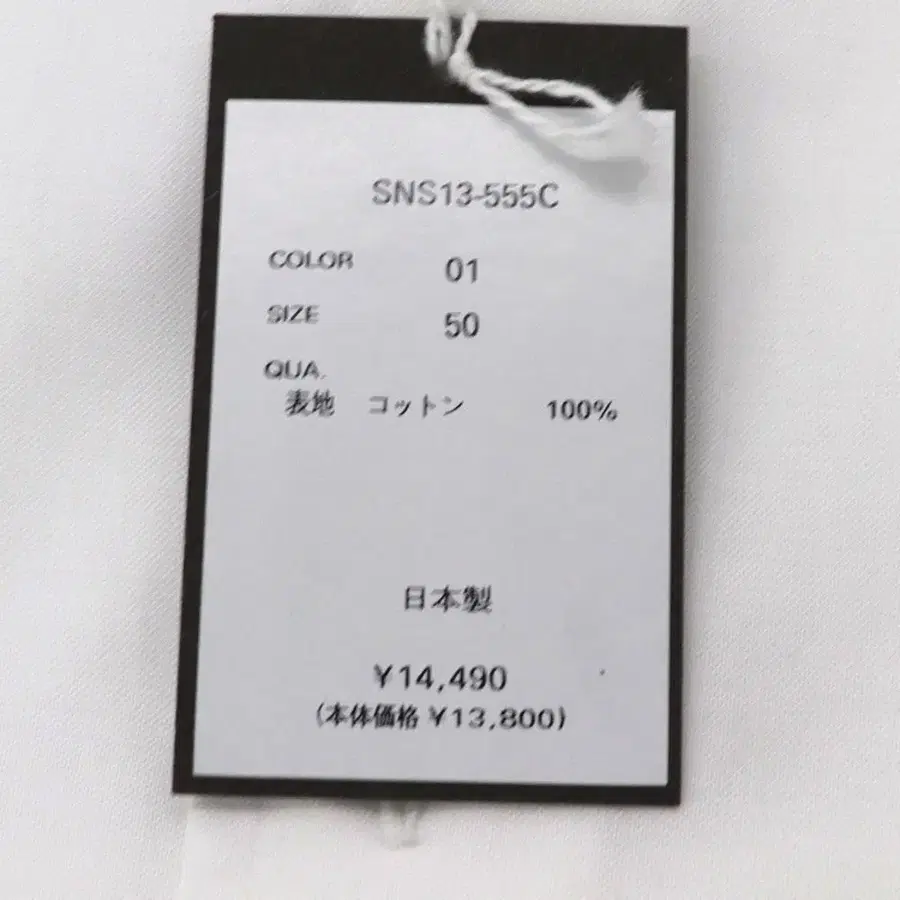 SNS13-555C
COLOR 01
SIZE 50
QUA.
表地 コットン 100%
日本製
¥14,490
(本体価格 ¥13,800)